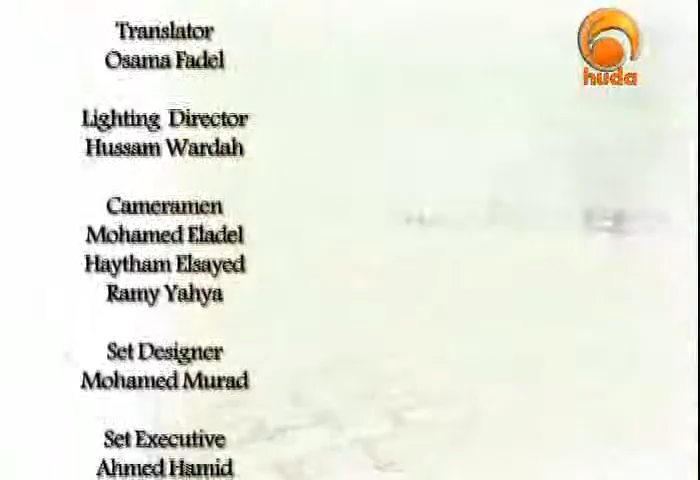 Translator
Osama Fadel
Lighting Director
Hussam Wardah
Cameramen
Mohamed Eladel
Haytham Elsayed
Ramy Yahya
Set Designer
Mohamed Murad
Set Executive
Ahmed Hamid
huda